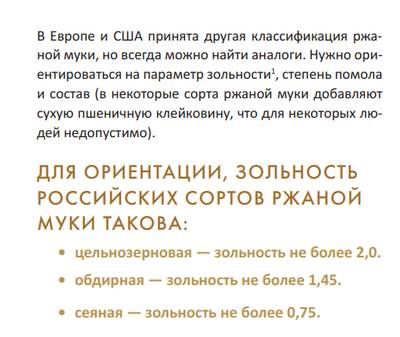 В Европе и США принята другая классификация ржа-
ной муки, но всегда можно найти аналоги. Нужно ори-
ентироваться на параметр зольности¹, степень помола
и состав (в некоторые сорта ржаной муки добавляют
сухую пшеничную клейковину, что для некоторых лю-
дей недопустимо).
ДЛЯ ОРИЕНТАЦИИ, ЗОЛЬНОСТЬ
РОССИЙСКИХ СОРТОВ РЖАНОЙ
МУКИ ТАКОВА:
• цельнозерновая — зольность не более 2,0.
• обдирная — зольность не более 1,45.
• сеяная — зольность не более 0,75.